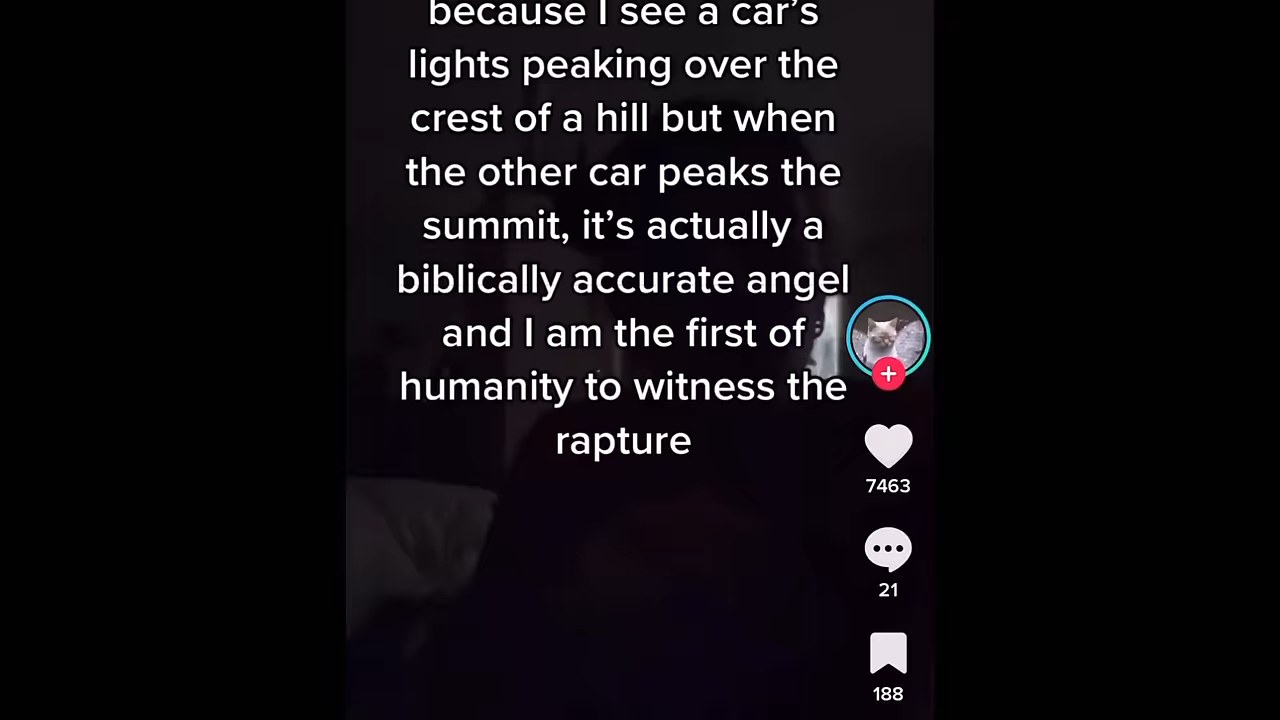 because I see a car’s
lights peaking over the
crest of a hill but when
the other car peaks the
summit, it’s actually a
biblically accurate angel
and I am the first of
humanity to witness the
rapture
7463
21
188